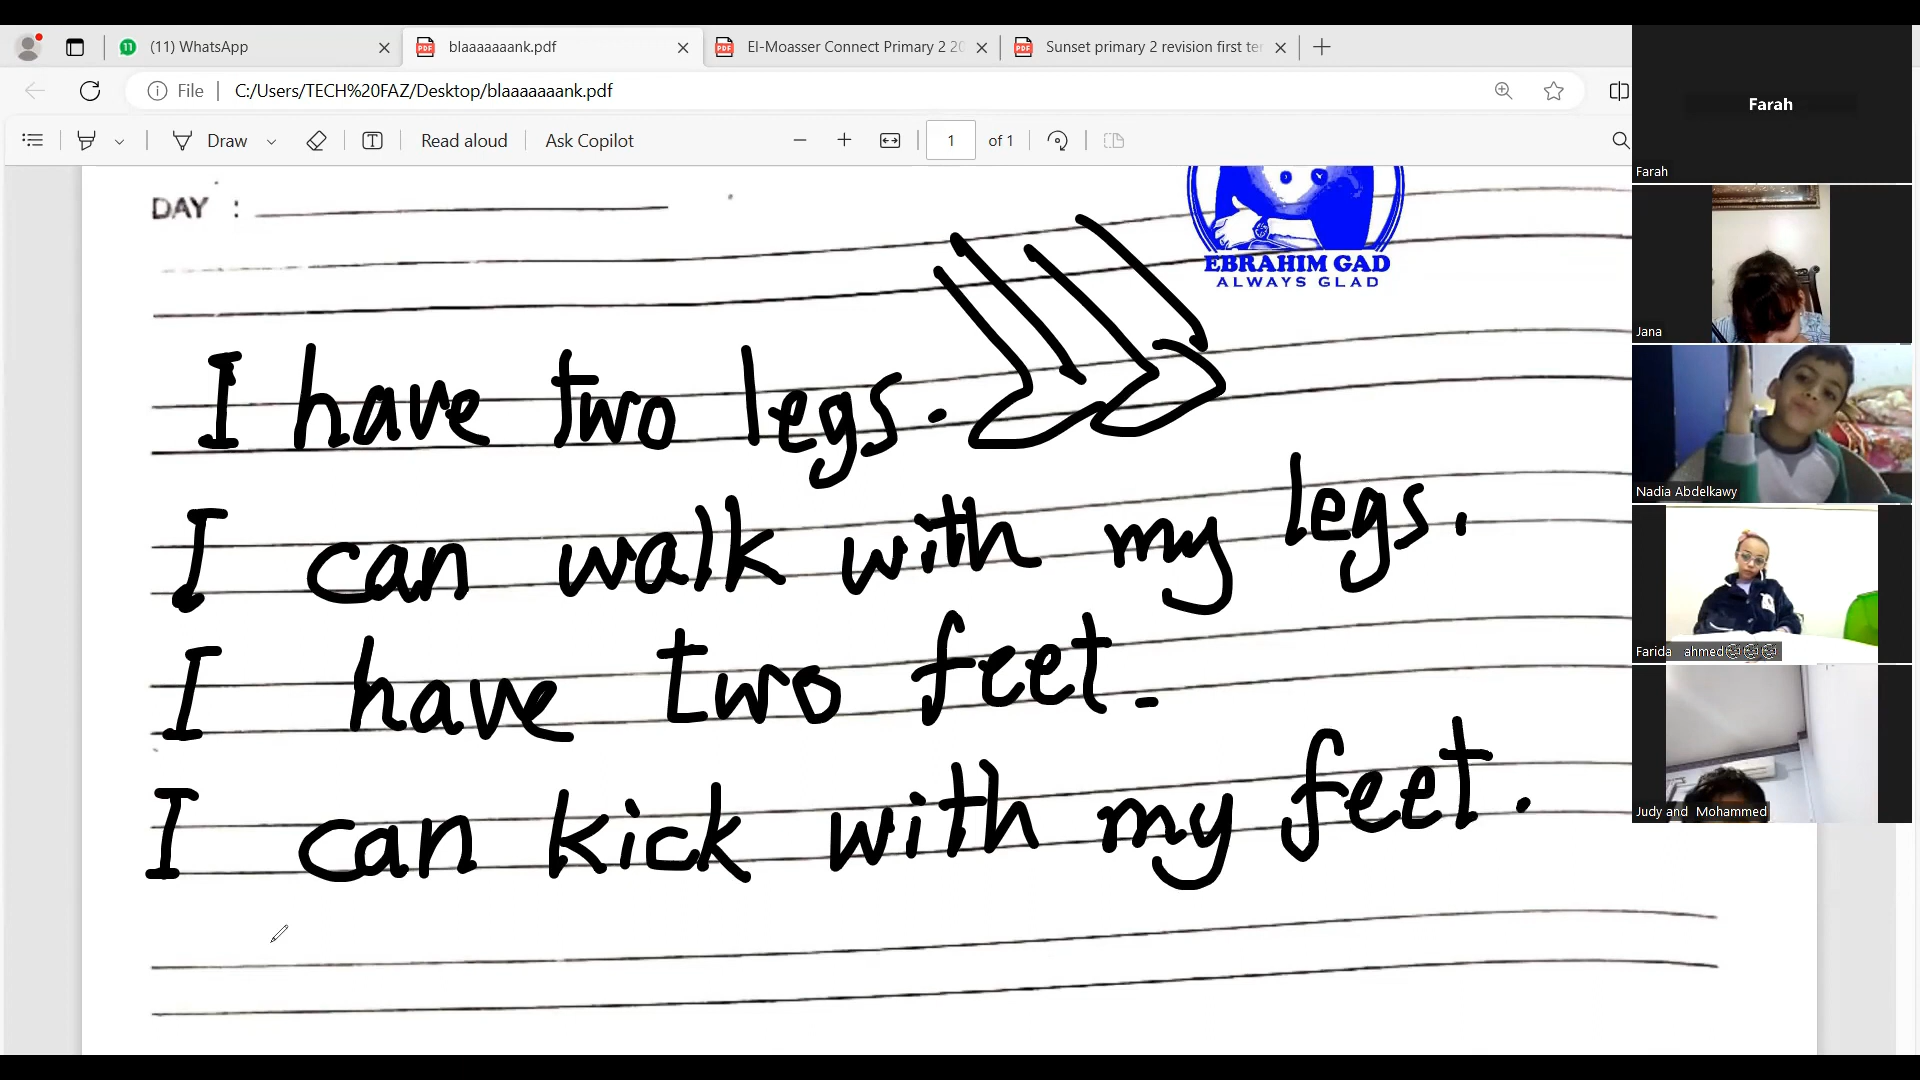 (11) WhatsApp
blaaaaaaank.pdf
El-Moasser Connect Primary 2 20
Sunset primary 2 revision first ter
File
C:/Users/TECH%20FAZ/Desktop/blaaaaaaank.pdf
Draw
Read aloud
Ask Copilot
1
of 1
DAY :
EBRAHIM GAD
ALWAYS GLAD
I have two legs.
I can walk with my legs.
I have two feet.
I can kick with my feet.
Farah
Farah
Jana
Nadia Abdelkawy
Farida ahmed
Judy and Mohammed